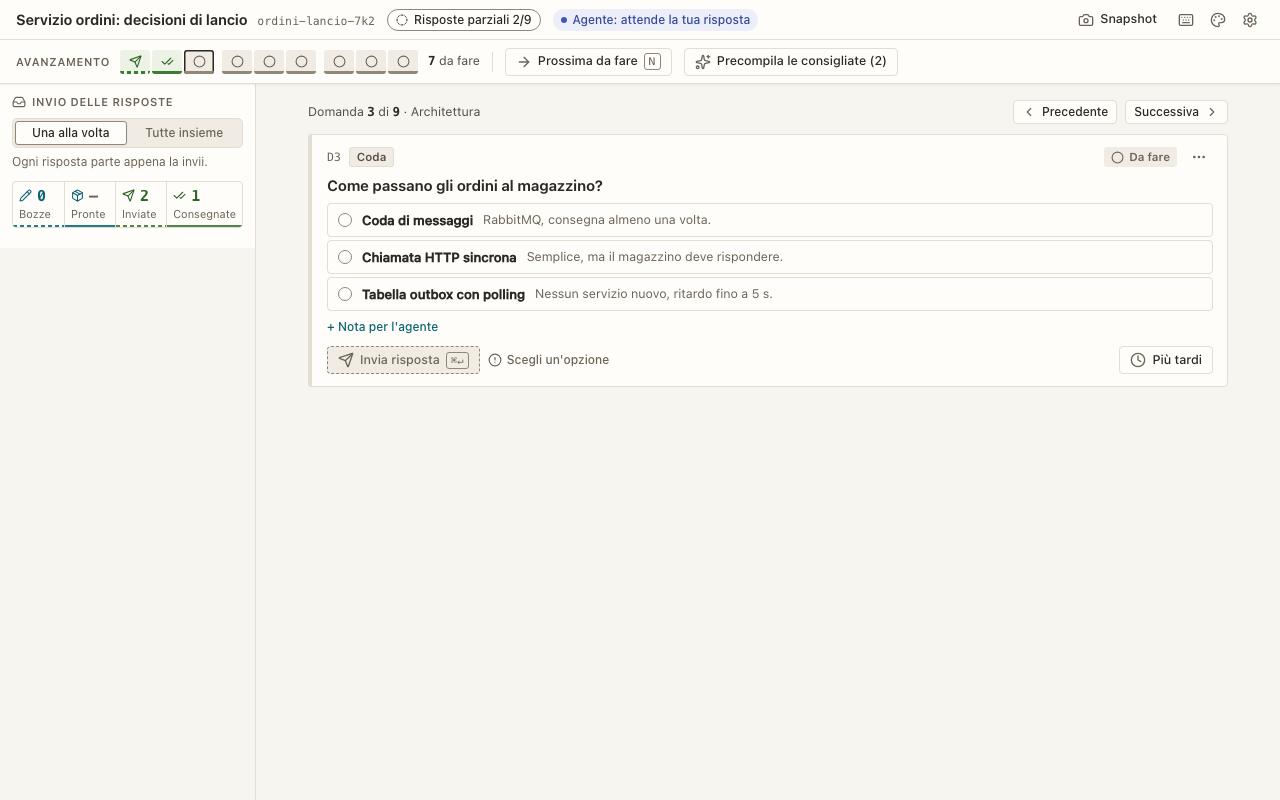 Servizio ordini: decisioni di lancio ordini-lancio-7k2 Risposte parziali 2/9 Agente: attende la tua risposta Snapshot
AVANZAMENTO 7 da fare Prossima da fare N Precompila le consigliate (2)
INVIO DELLE RISPOSTE
Una alla volta Tutte insieme
Ogni risposta parte appena la invii.
0 – 2 1
Bozze Pronte Inviate Consegnate
Domanda 3 di 9 · Architettura Precedente Successiva
D3 Coda Da fare
Come passano gli ordini al magazzino?
Coda di messaggi RabbitMQ, consegna almeno una volta.
Chiamata HTTP sincrona Semplice, ma il magazzino deve rispondere.
Tabella outbox con polling Nessun servizio nuovo, ritardo fino a 5 s.
+ Nota per l'agente
Invia risposta ⌘↵ Scegli un'opzione Più tardi